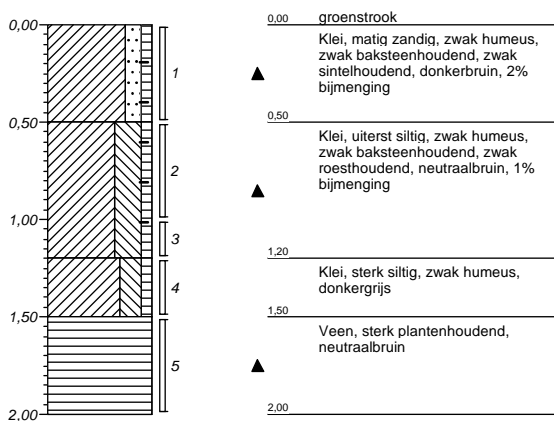 0,00
0,50
1,00
1,50
2,00
1
2
3
4
5
0,00
groenstrook
Klei, matig zandig, zwak humeus,
zwak baksteenhoudend, zwak
sintelhoudend, donkerbruin, 2%
bijmenging
0,50
Klei, uiterst siltig, zwak humeus,
zwak baksteenhoudend, zwak
roesthoudend, neutraalbruin, 1%
bijmenging
1,20
Klei, sterk siltig, zwak humeus,
donkergrijs
1,50
Veen, sterk plantenhoudend,
neutraalbruin
2,00